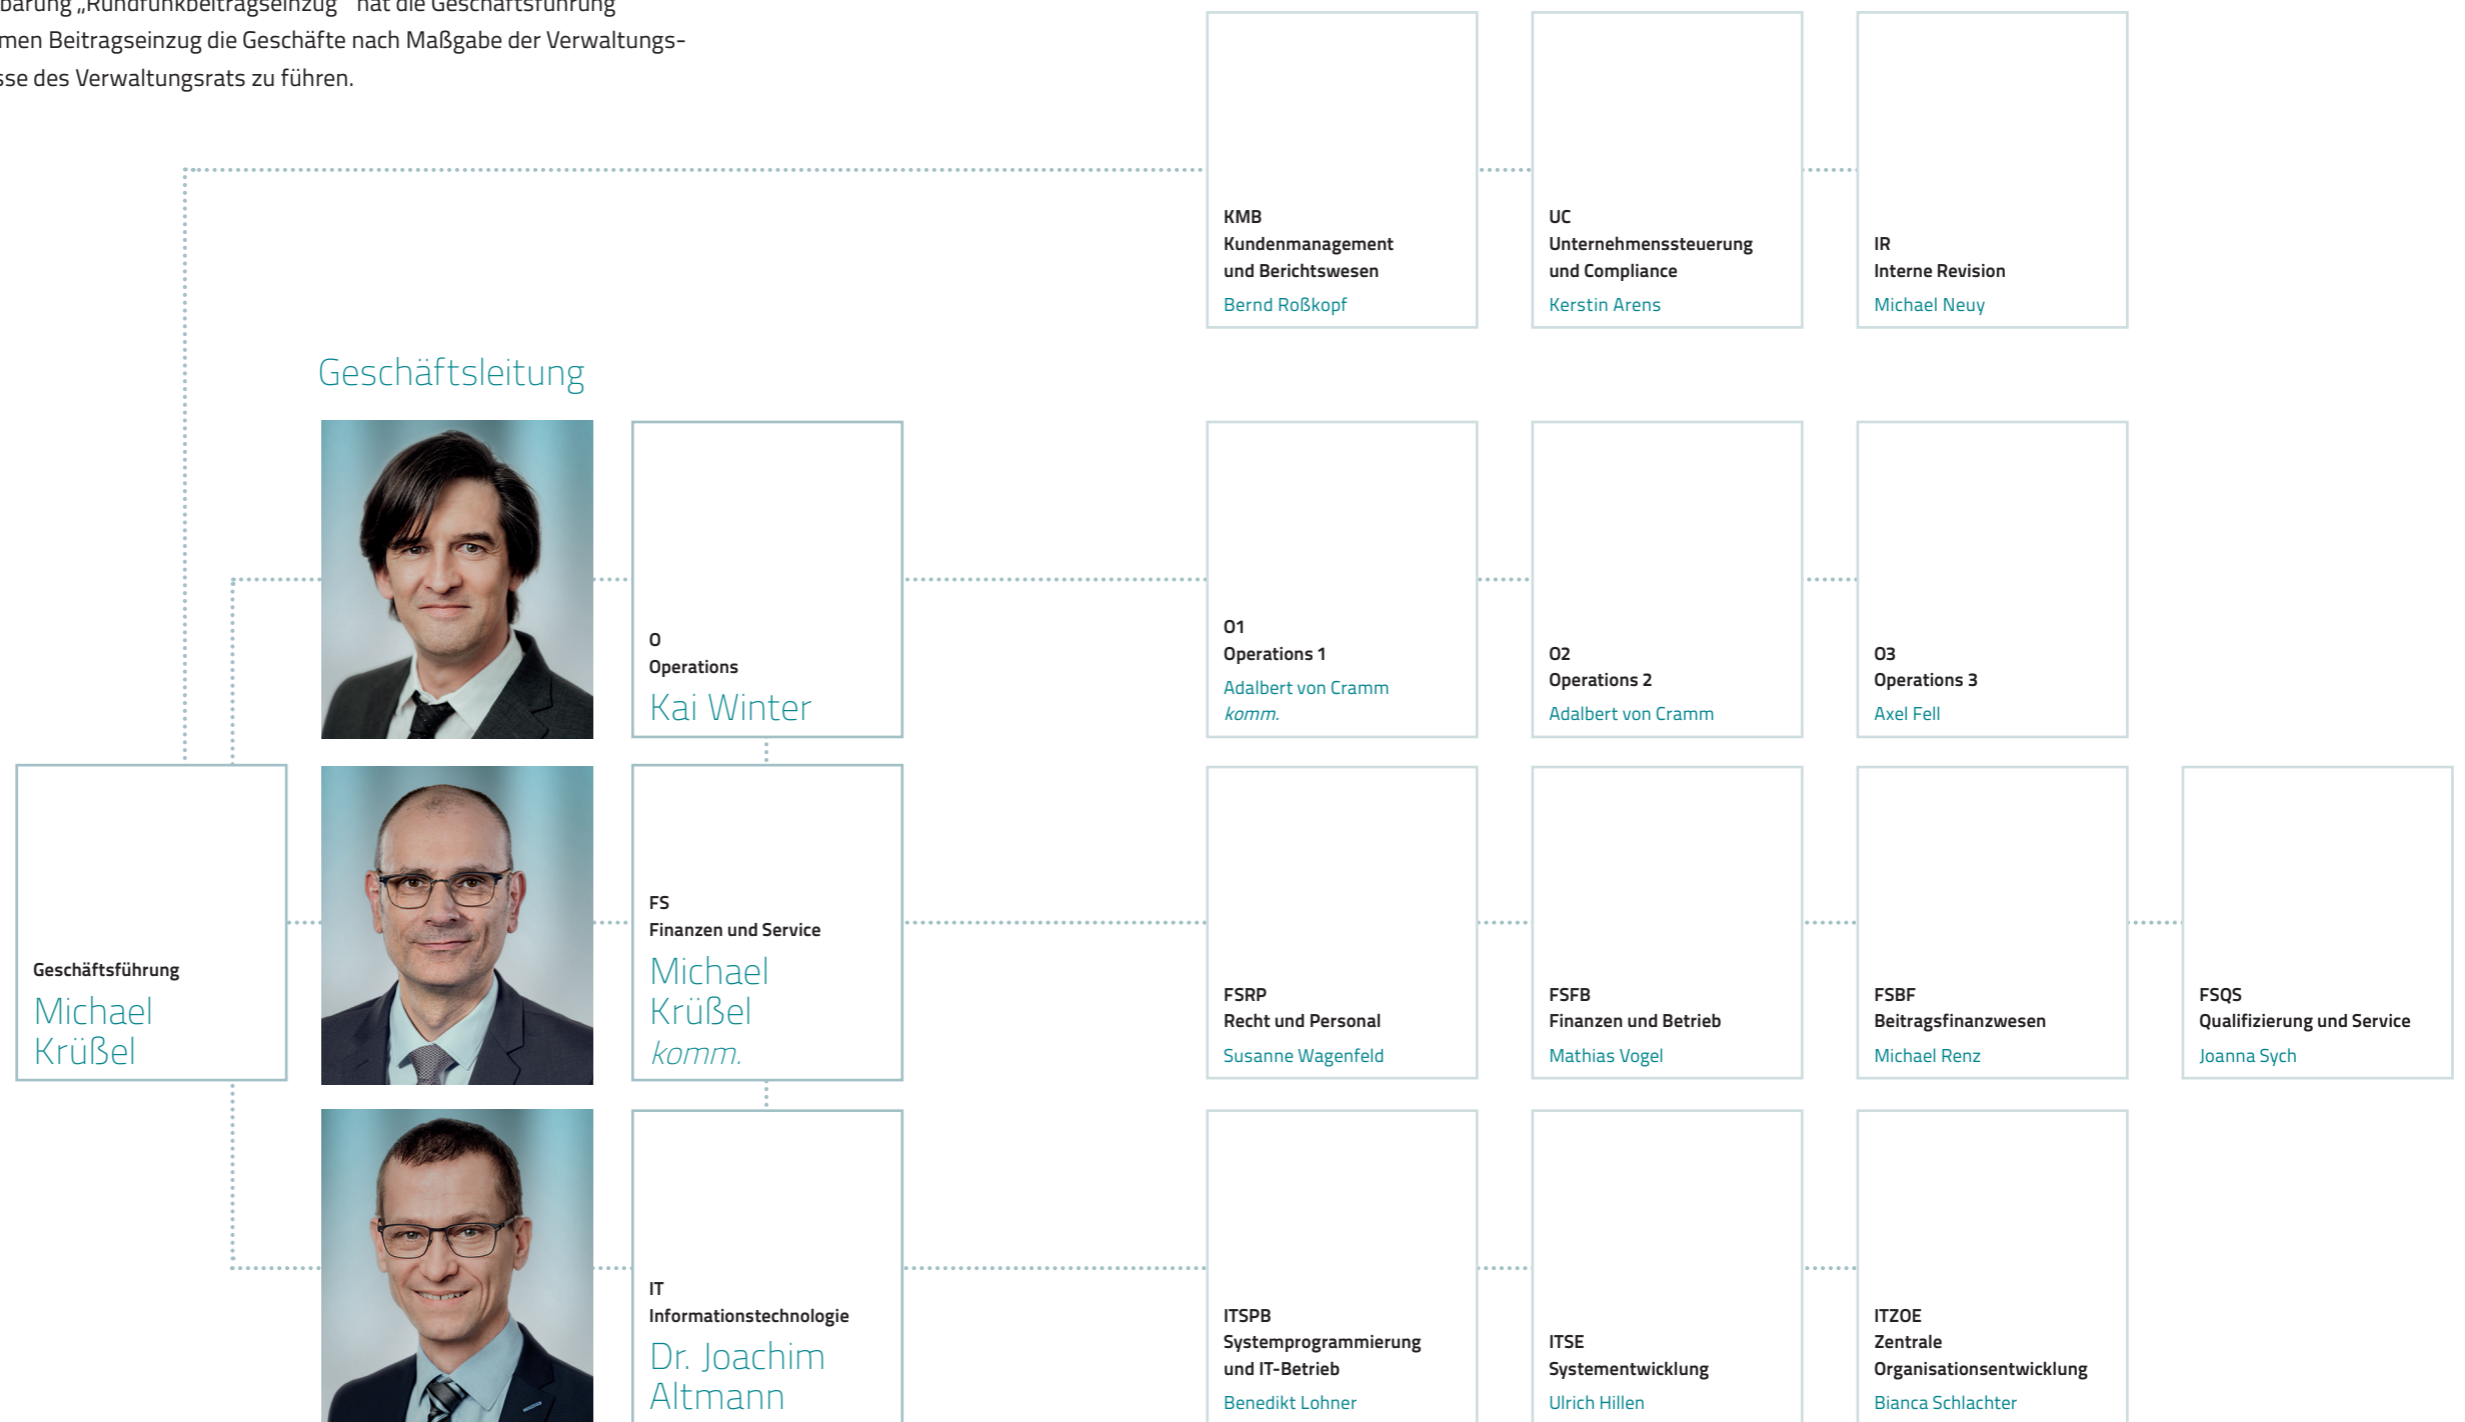 barung „Rundfunkbeitragseinzug“ hat die Geschäftsführung
men Beitragseinzug die Geschäfte nach Maßgabe der Verwaltungs-
sse des Verwaltungsrats zu führen.
KMB
Kundenmanagement
und Berichtswesen
Bernd Roßkopf
UC
Unternehmenssteuerung
und Compliance
Kerstin Arens
IR
Interne Revision
Michael Neuy
Geschäftsleitung
O
Operations
Kai Winter
O1
Operations 1
Adalbert von Cramm
komm.
O2
Operations 2
Adalbert von Cramm
O3
Operations 3
Axel Fell
Geschäftsführung
Michael
Krüßel
FS
Finanzen und Service
Michael
Krüßel
komm.
FSRP
Recht und Personal
Susanne Wagenfeld
FSFB
Finanzen und Betrieb
Mathias Vogel
FSBF
Beitragsfinanzwesen
Michael Renz
FSQS
Qualifizierung und Service
Joanna Sych
IT
Informationstechnologie
Dr. Joachim
Altmann
ITSPB
Systemprogrammierung
und IT-Betrieb
Benedikt Lohner
ITSE
Systementwicklung
Ulrich Hillen
ITZOE
Zentrale
Organisationsentwicklung
Bianca Schlachter